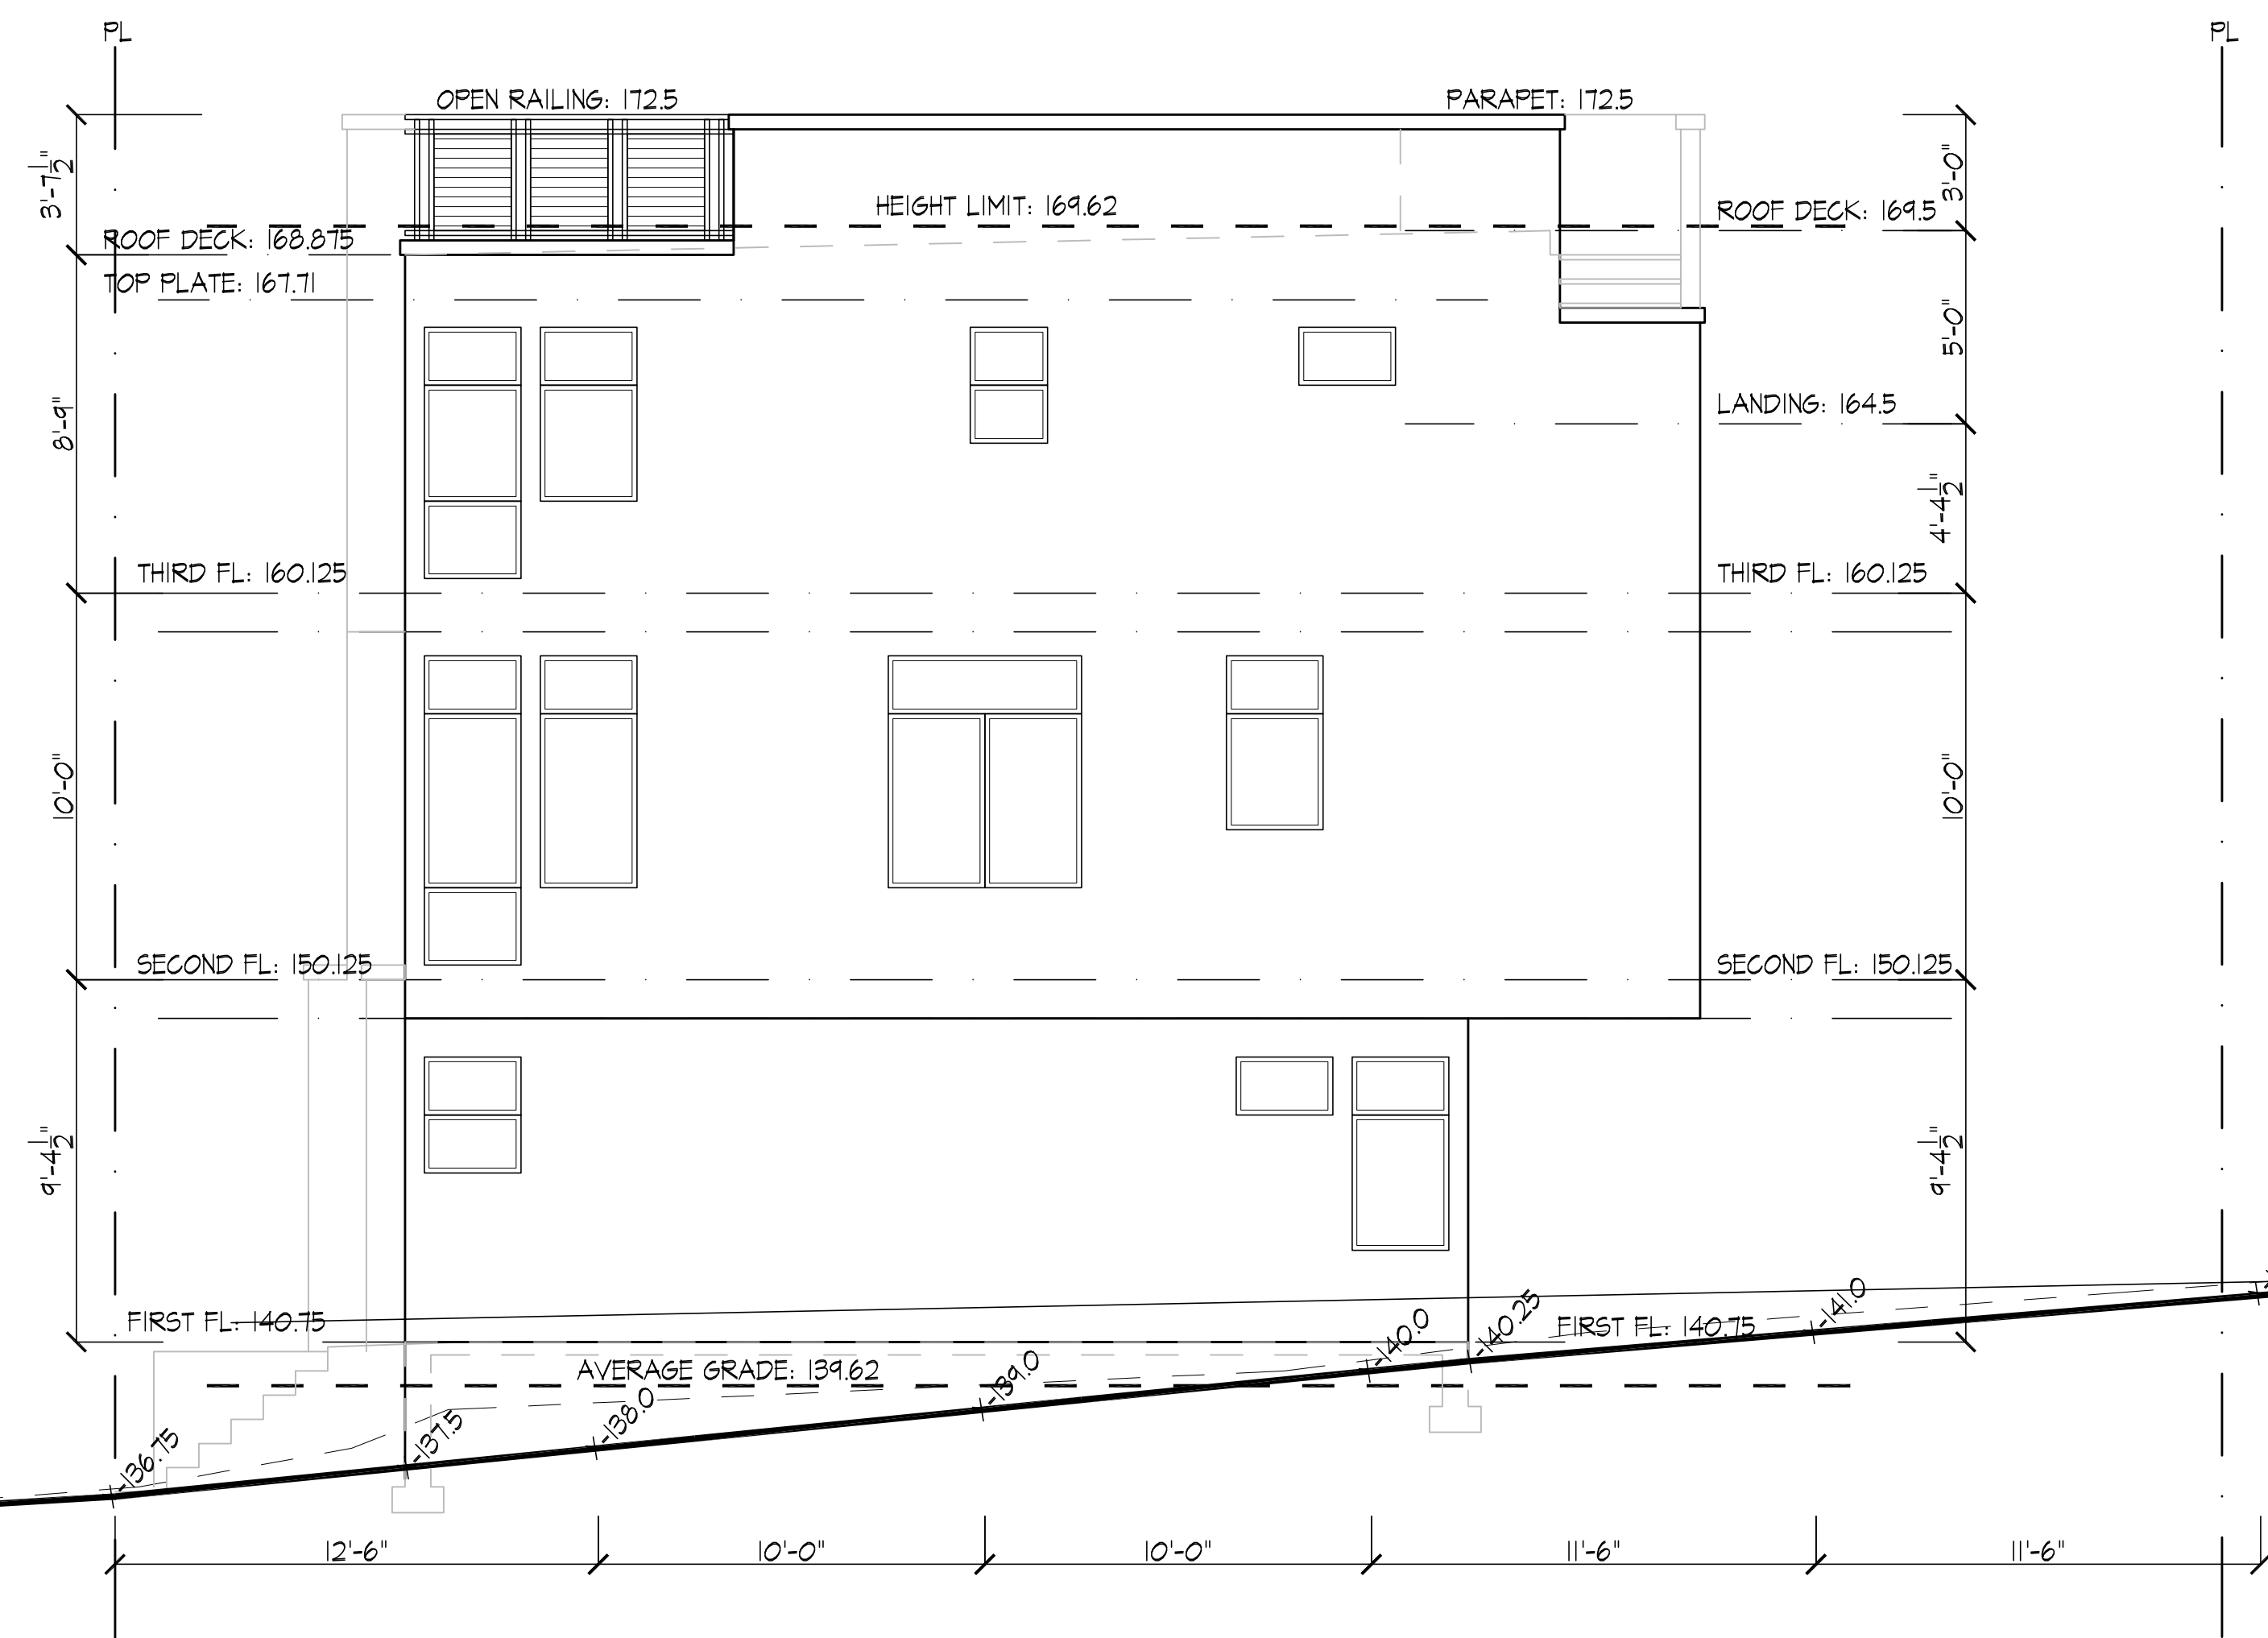 PL
PL
OPEN RAILING: 172.5
PARAPET: 172.5
3'-7 1/2"
3'-0"
HEIGHT LIMIT: 169.62
ROOF DECK: 169.5
ROOF DECK: 168.875
TOP PLATE: 167.71
5'-0"
8'-9"
LANDING: 164.5
4'-4 1/2"
THIRD FL: 160.125
THIRD FL: 160.125
10'-0"
10'-0"
SECOND FL: 150.125
SECOND FL: 150.125
9'-4 1/2"
9'-4 1/2"
FIRST FL: 140.75
FIRST FL: 140.75
AVERAGE GRADE: 139.62
136.75
137.5
138.0
139.0
140.0
140.25
141.0
12'-6"
10'-0"
10'-0"
11'-6"
11'-6"